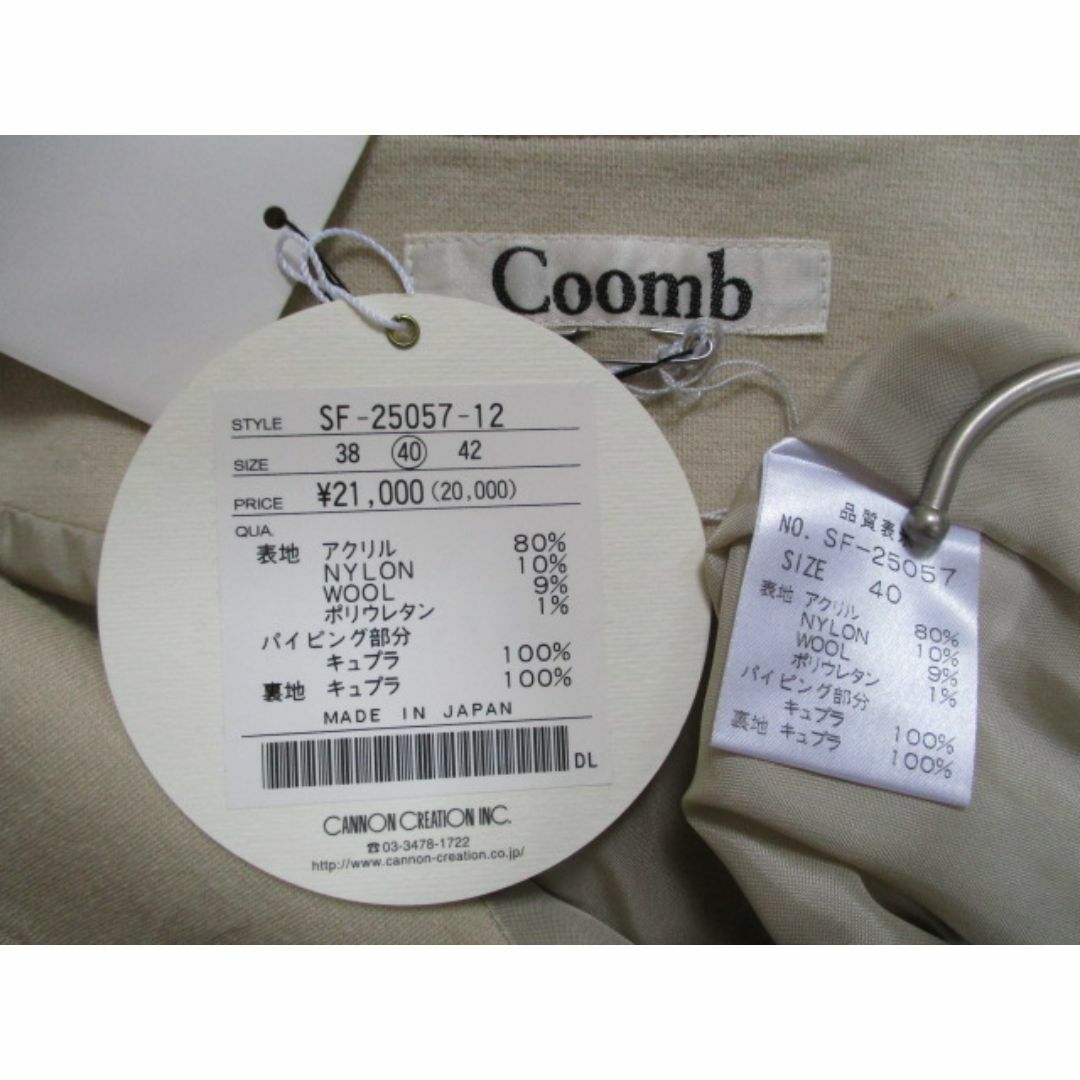 Coomb
STYLE SF-25057-12
SIZE 38 40 42
PRICE ¥21,000(20,000)
QUA.
表地 アクリル 80%
NYLON 10%
WOOL 9%
ポリウレタン 1%
パイピング部分
キュプラ 100%
裏地 キュプラ 100%
MADE IN JAPAN
DL
CANNON CREATION INC.
☎03-3478-1722
http://www.cannon-creation.co.jp/
品質表
NO. SF-25057
SIZE 40
表地 アクリル 80%
NYLON 10%
WOOL 9%
ポリウレタン 1%
パイピング部分
キュプラ 100%
裏地 キュプラ 100%